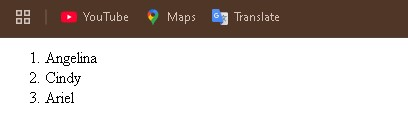 YouTube Maps Translate
1. Angelina
2. Cindy
3. Ariel